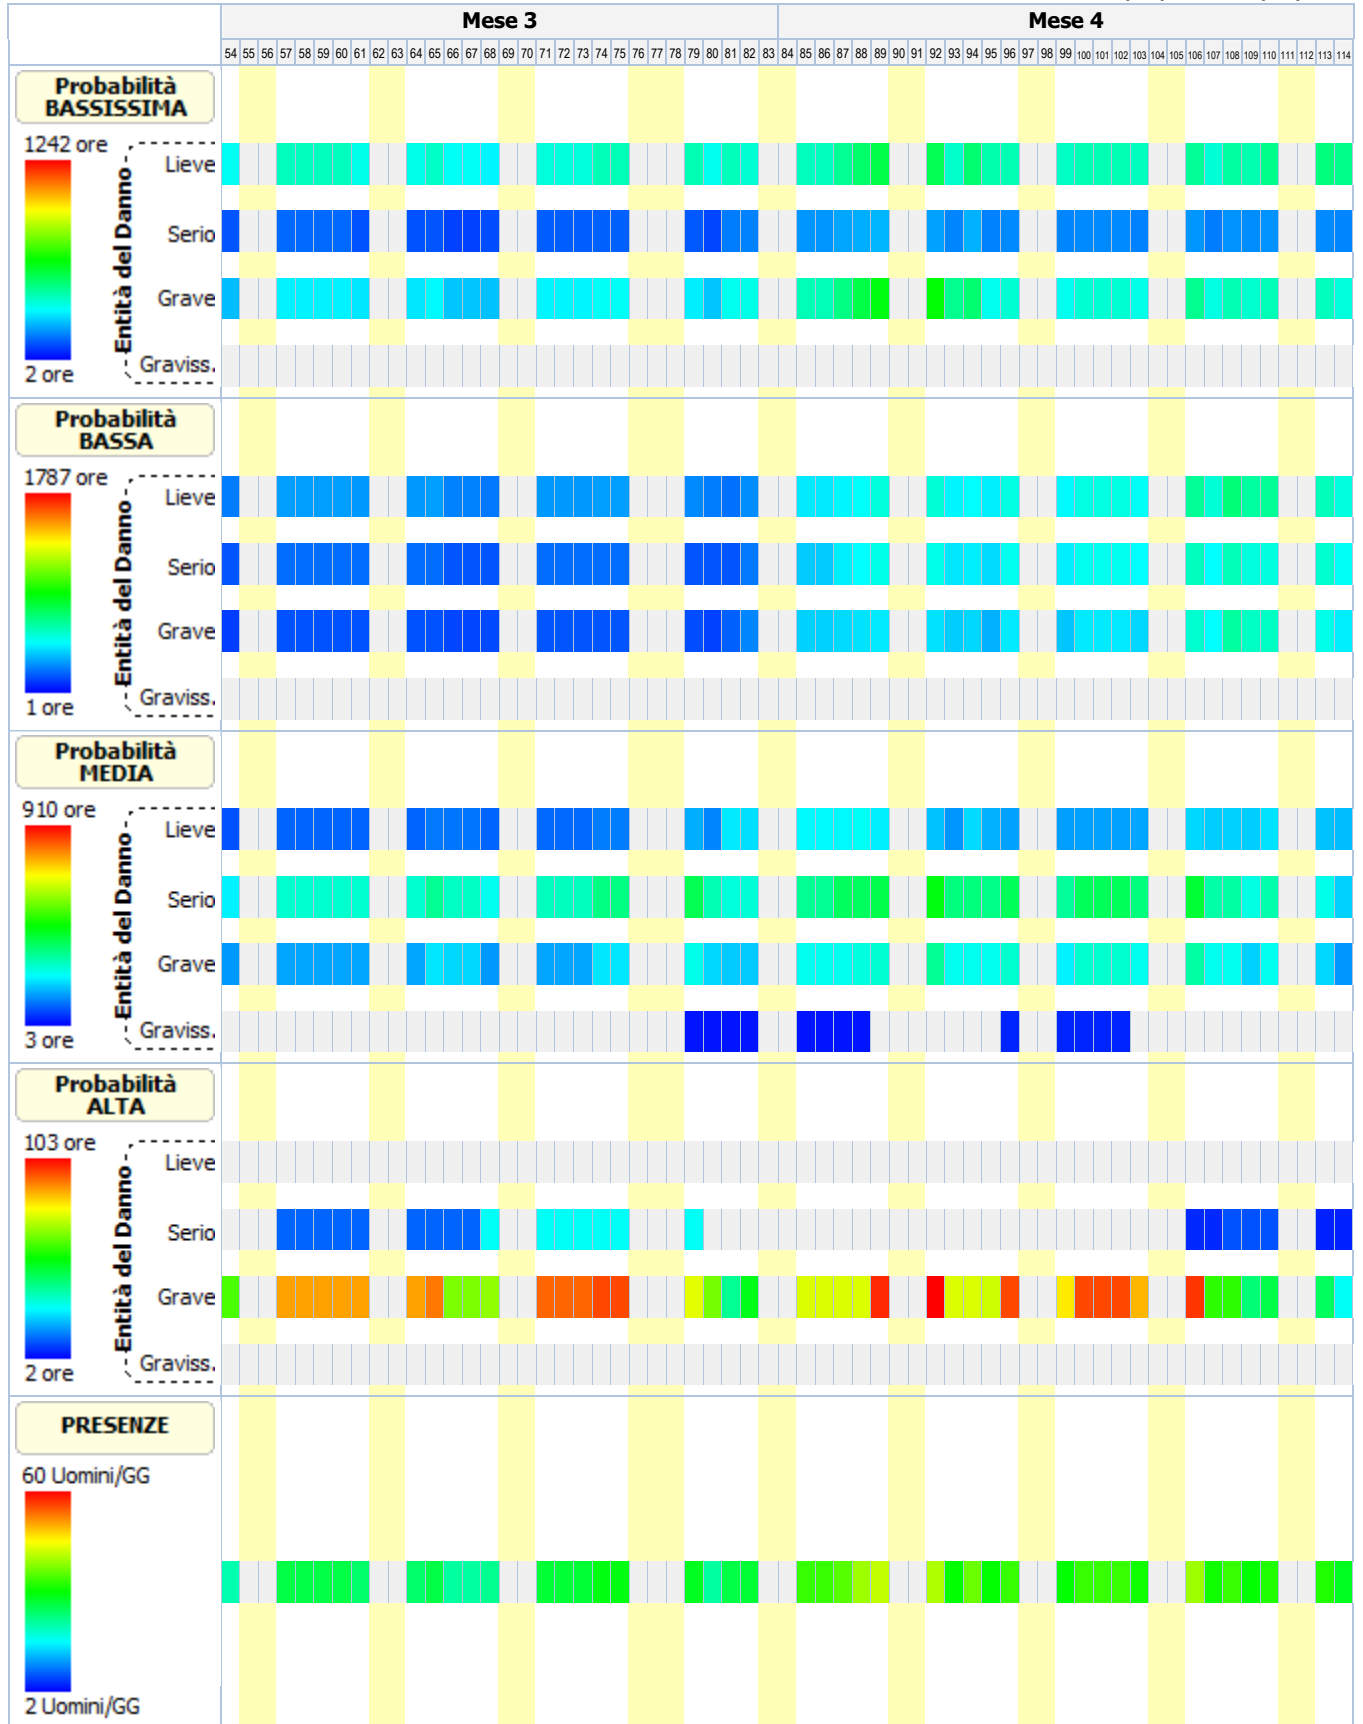 Mese 3 Mese 4
54 55 56 57 58 59 60 61 62 63 64 65 66 67 68 69 70 71 72 73 74 75 76 77 78 79 80 81 82 83 84 85 86 87 88 89 90 91 92 93 94 95 96 97 98 99 100 101 102 103 104 105 106 107 108 109 110 111 112 113 114
Probabilità
BASSISSIMA
1242 ore
Entità del Danno
Lieve
Serio
Grave
Graviss.
2 ore
Probabilità
BASSA
1787 ore
Entità del Danno
Lieve
Serio
Grave
Graviss.
1 ore
Probabilità
MEDIA
910 ore
Entità del Danno
Lieve
Serio
Grave
Graviss.
3 ore
Probabilità
ALTA
103 ore
Entità del Danno
Lieve
Serio
Grave
Graviss.
2 ore
PRESENZE
60 Uomini/GG
2 Uomini/GG